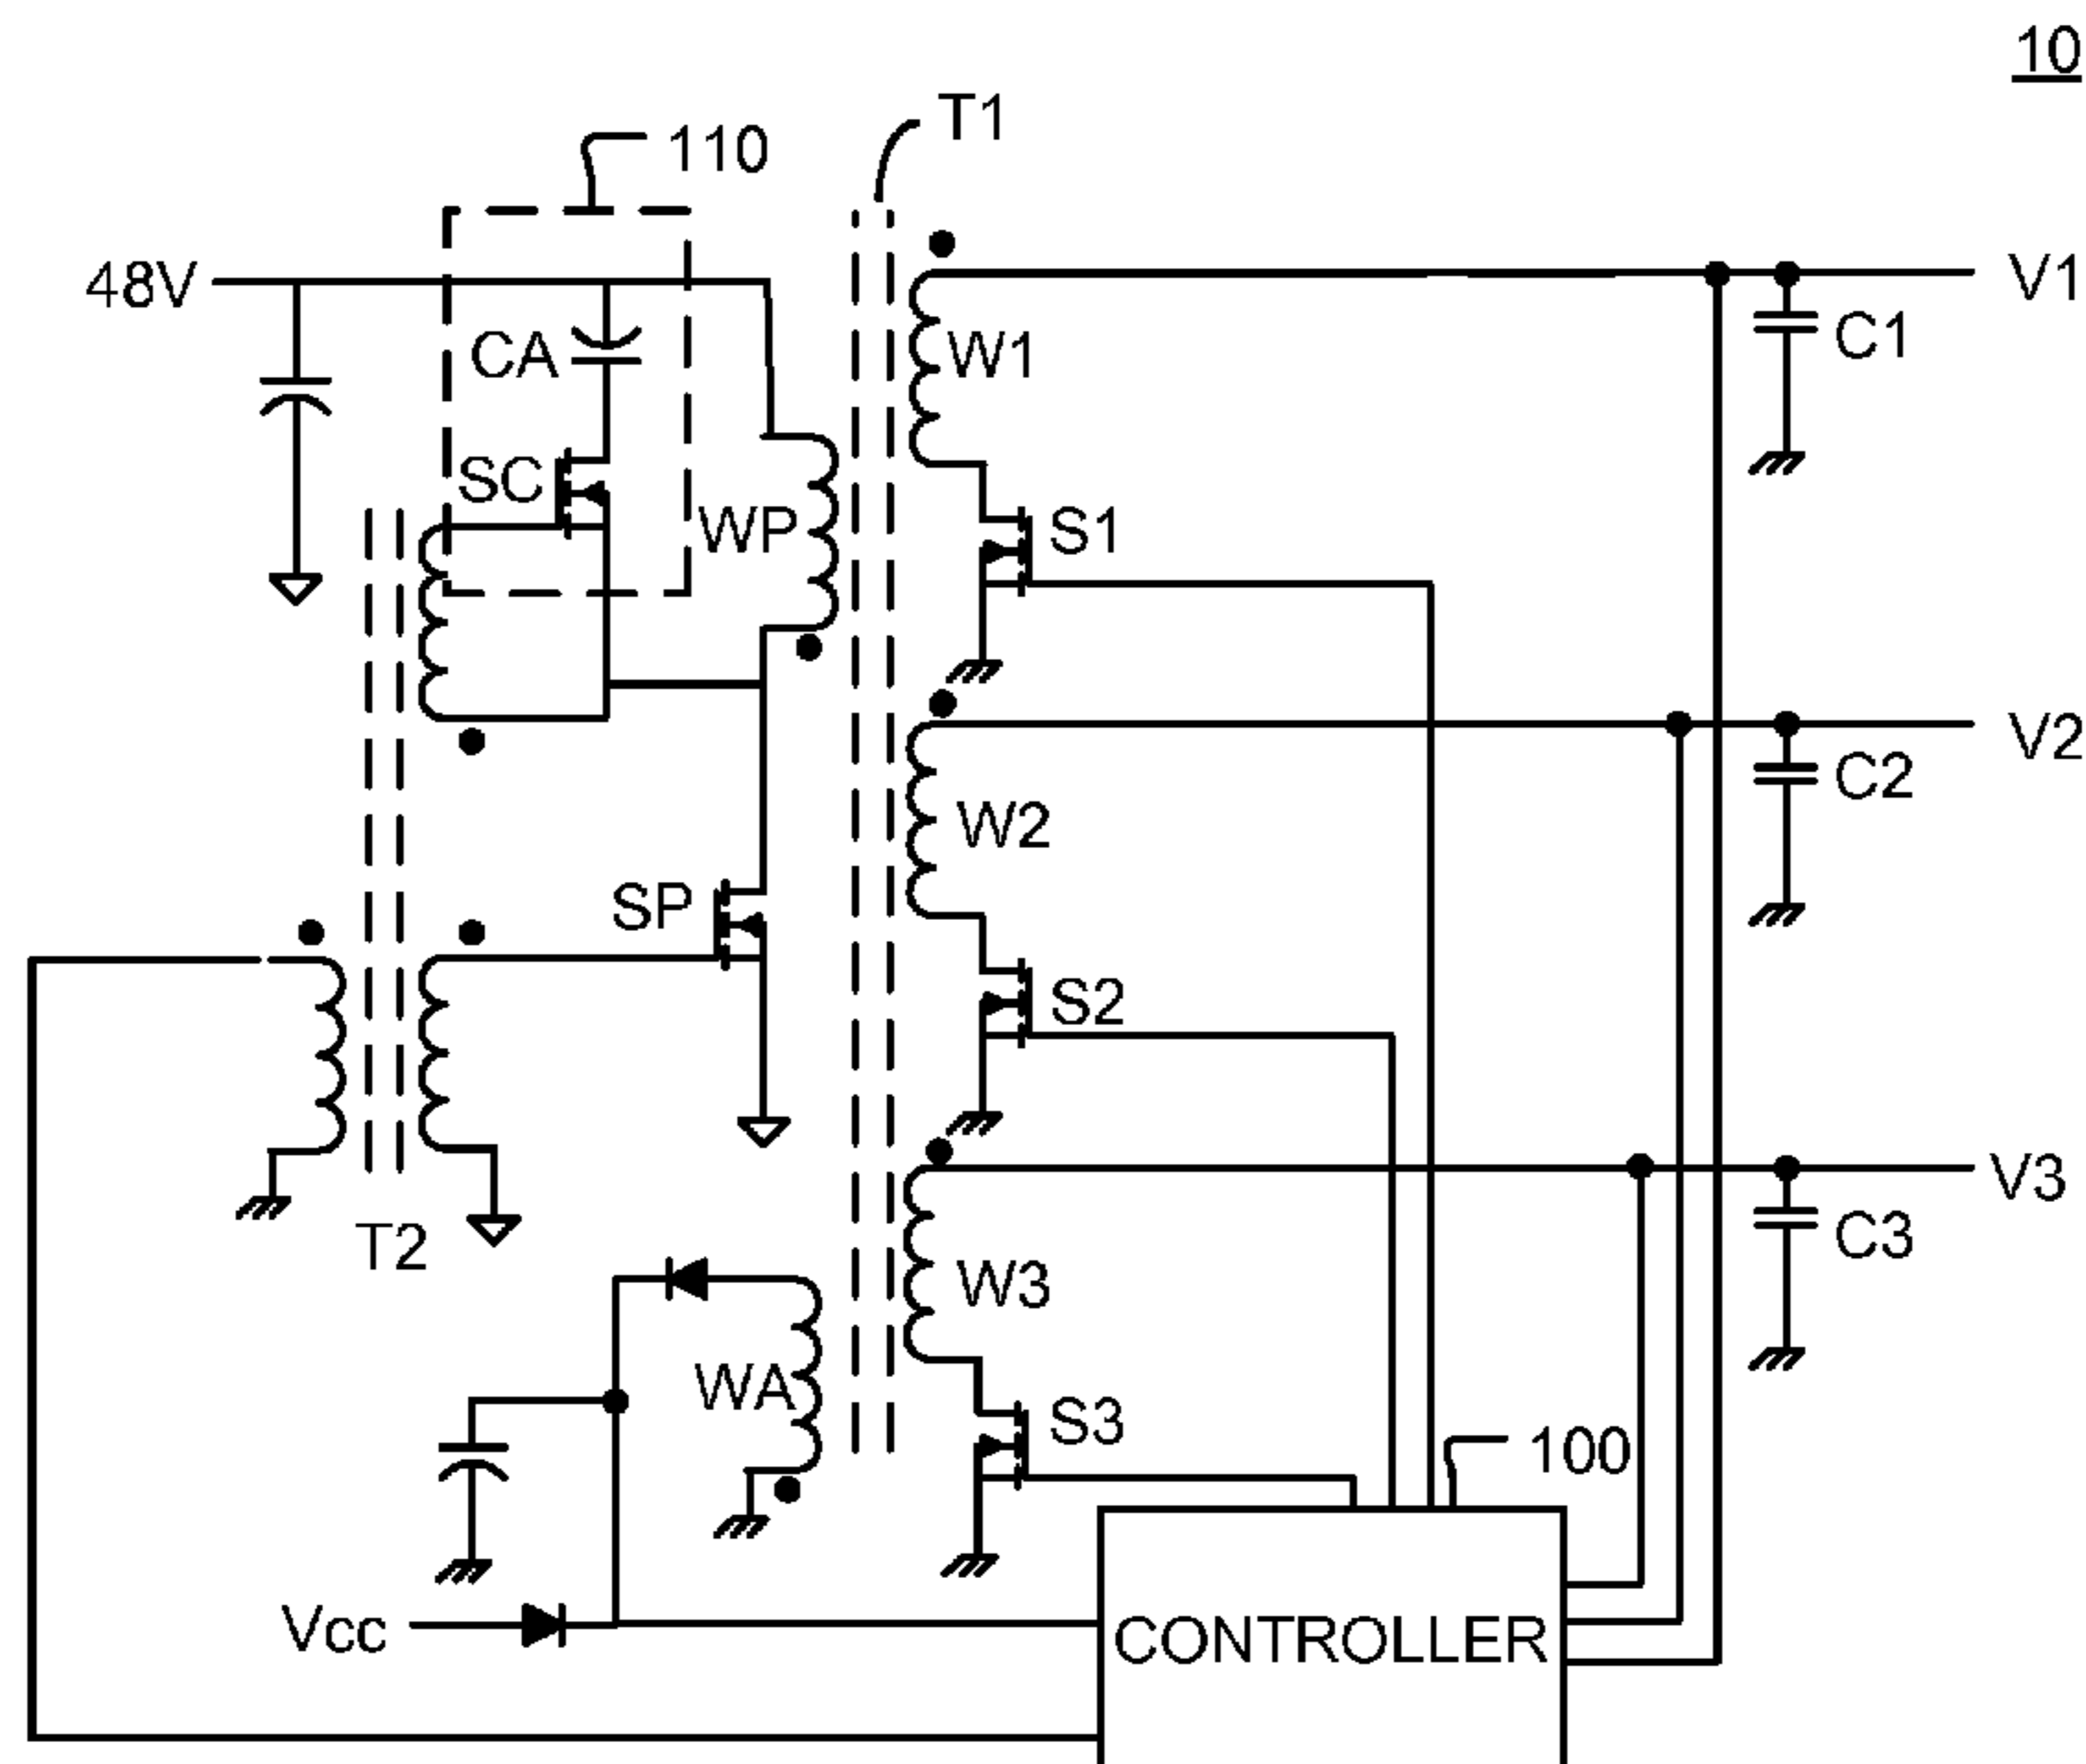 10
T1
110
48V
V1
CA
W1
C1
SC
WP
S1
V2
C2
W2
SP
S2
V3
C3
T2
W3
WA
S3
100
Vcc
CONTROLLER